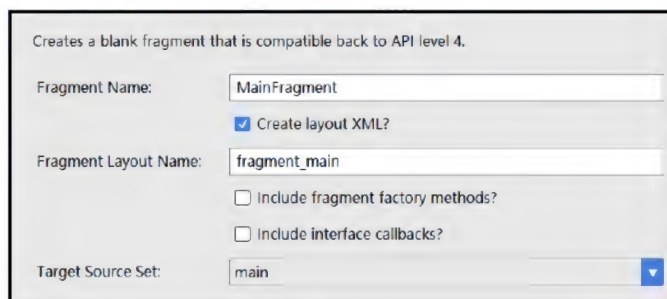 Creates a blank fragment that is compatible back to API level 4.
Fragment Name: MainFragment
Create layout XML?
Fragment Layout Name: fragment_main
Include fragment factory methods?
Include interface callbacks?
Target Source Set: main